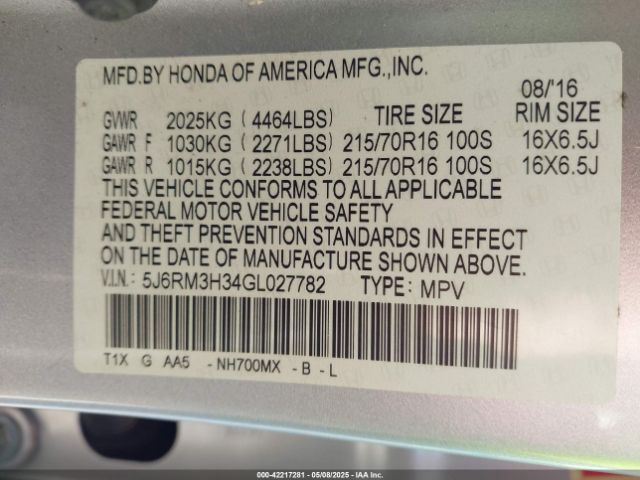 MFD.BY HONDA OF AMERICA MFG.,INC.
08/'16
GVWR 2025KG ( 4464LBS) TIRE SIZE RIM SIZE
GAWR F 1030KG ( 2271LBS) 215/70R16 100S 16X6.5J
GAWR R 1015KG ( 2238LBS) 215/70R16 100S 16X6.5J
THIS VEHICLE CONFORMS TO ALL APPLICABLE
FEDERAL MOTOR VEHICLE SAFETY
AND THEFT PREVENTION STANDARDS IN EFFECT
ON THE DATE OF MANUFACTURE SHOWN ABOVE.
V.I.N.: 5J6RM3H34GL027782 TYPE: MPV
T1X G AA5 -NH700MX -B-L
000-42217281 - 05/08/2025 - IAA Inc.